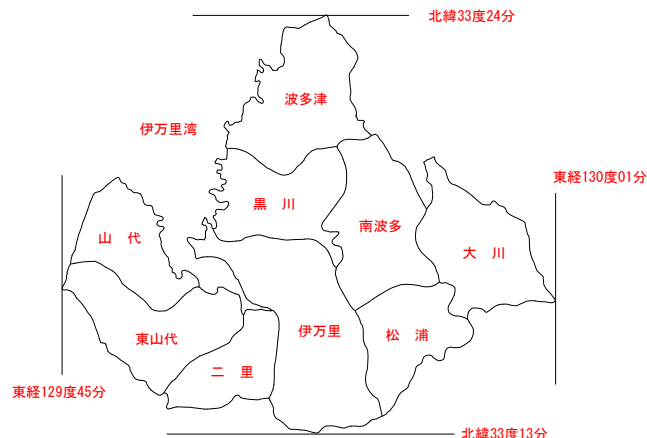 北緯33度24分
波多津
伊万里湾
東経130度01分
黒　川
南波多
山　代
大　川
伊万里
松　浦
東山代
二　里
東経129度45分
北緯33度13分